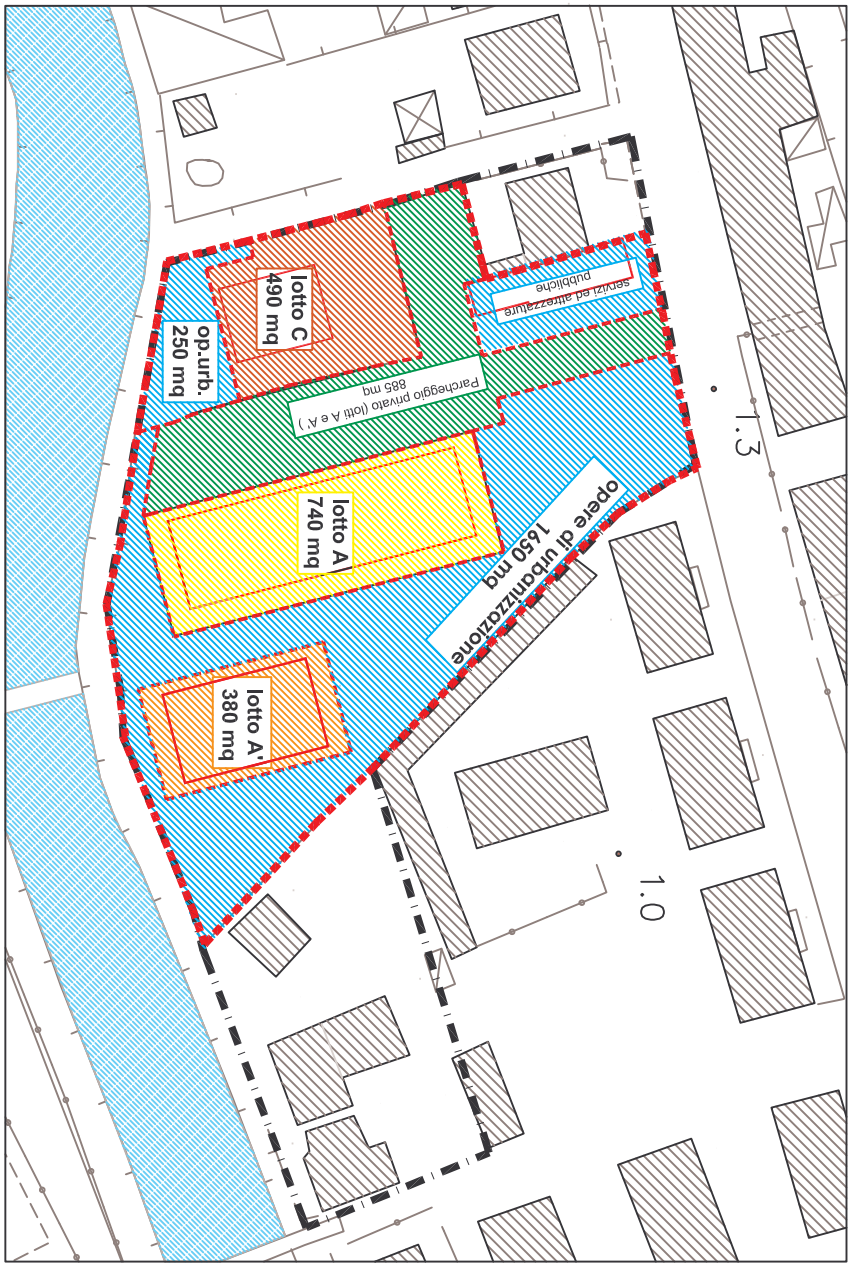 servizi ed attrezzature
pubbliche
lotto C
490 mq
op.urb.
250 mq
Parcheggio privato (lotti A e A' )
885 mq
1.3
lotto A
740 mq
opere di urbanizzazione
1650 mq
lotto A'
380 mq
1.0